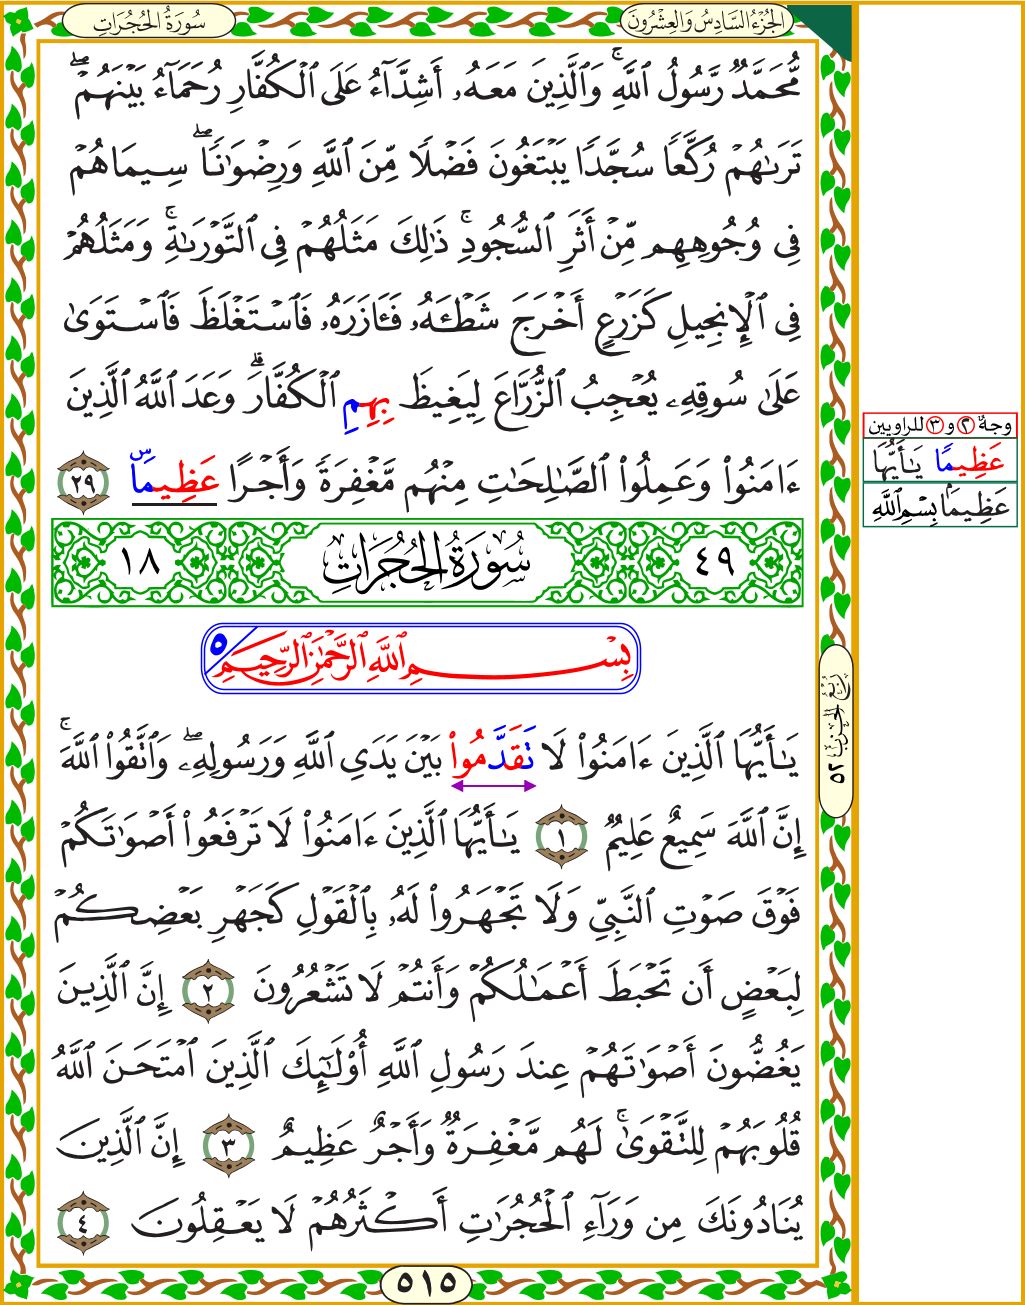 سُورَةُ الحُجُرَاتِ
الجُزْءُ السَّادِسُ وَالعِشْرُونَ
مُّحَمَّدٌ رَّسُولُ ٱللَّهِۚ وَٱلَّذِينَ مَعَهُۥٓ أَشِدَّآءُ عَلَى ٱلْكُفَّارِ رُحَمَآءُ بَيْنَهُمْۖ
تَرَىٰهُمْ رُكَّعًا سُجَّدًا يَبْتَغُونَ فَضْلًا مِّنَ ٱللَّهِ وَرِضْوَٰنًاۖ سِيمَاهُمْ
فِى وُجُوهِهِم مِّنْ أَثَرِ ٱلسُّجُودِۚ ذَٰلِكَ مَثَلُهُمْ فِى ٱلتَّوْرَىٰةِۚ وَمَثَلُهُمْ
فِى ٱلْإِنجِيلِ كَزَرْعٍ أَخْرَجَ شَطَـَٔهُۥ فَـَٔازَرَهُۥ فَٱسْتَغْلَظَ فَٱسْتَوَىٰ
عَلَىٰ سُوقِهِۦ يُعْجِبُ ٱلزُّرَّاعَ لِيَغِيظَ بِهِمِ ٱلْكُفَّارَۗ وَعَدَ ٱللَّهُ ٱلَّذِينَ
ءَامَنُوا۟ وَعَمِلُوا۟ ٱلصَّـٰلِحَـٰتِ مِنْهُم مَّغْفِرَةً وَأَجْرًا عَظِيمًاۜ ٢٩
وجهٌ ٢ و ٣ للراويين
عَظِيمًا يَـٰٓأَيُّهَا
عَظِيمَۢا بِسْمِ ٱللَّهِ
٤٩ سُورَةُ الحُجُرَاتِ ١٨
بِسْمِ ٱللَّهِ ٱلرَّحْمَـٰنِ ٱلرَّحِيمِ ٥
يَـٰٓأَيُّهَا ٱلَّذِينَ ءَامَنُوا۟ لَا تَقَدَّمُوا۟ بَيْنَ يَدَىِ ٱللَّهِ وَرَسُولِهِۦۖ وَٱتَّقُوا۟ ٱللَّهَۚ
إِنَّ ٱللَّهَ سَمِيعٌ عَلِيمٌ ١ يَـٰٓأَيُّهَا ٱلَّذِينَ ءَامَنُوا۟ لَا تَرْفَعُوٓا۟ أَصْوَٰتَكُمْ
فَوْقَ صَوْتِ ٱلنَّبِىِّ وَلَا تَجْهَرُوا۟ لَهُۥ بِٱلْقَوْلِ كَجَهْرِ بَعْضِكُمْ
لِبَعْضٍ أَن تَحْبَطَ أَعْمَـٰلُكُمْ وَأَنتُمْ لَا تَشْعُرُونَ ٢ إِنَّ ٱلَّذِينَ
يَغُضُّونَ أَصْوَٰتَهُمْ عِندَ رَسُولِ ٱللَّهِ أُو۟لَـٰٓئِكَ ٱلَّذِينَ ٱمْتَحَنَ ٱللَّهُ
قُلُوبَهُمْ لِلتَّقْوَىٰۚ لَهُم مَّغْفِرَةٌ وَأَجْرٌ عَظِيمٌ ٣ إِنَّ ٱلَّذِينَ
يُنَادُونَكَ مِن وَرَآءِ ٱلْحُجُرَٰتِ أَكْثَرُهُمْ لَا يَعْقِلُونَ ٤
رُبْعُ الحِزْبِ ٥٢
٥١٥